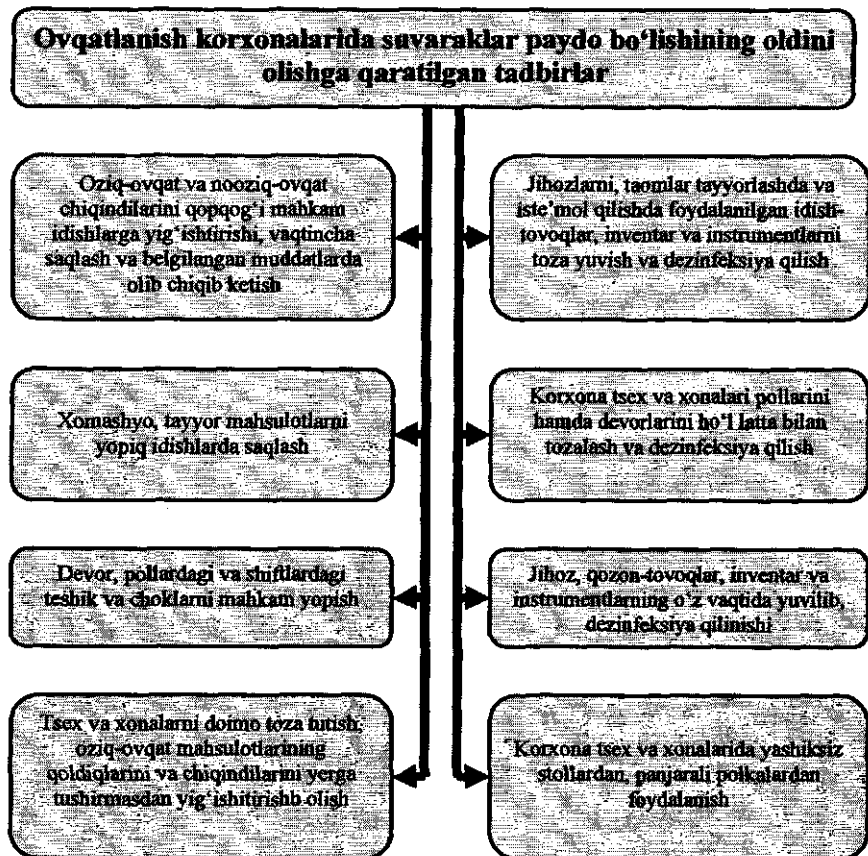 Ovqatlanish korxonalarida suvaraklar paydo bo‘lishining oldini
olishga qaratilgan tadbirlar
Oziq-ovqat va nooziq-ovqat
chiqindilarini qopqog‘i mahkam
idishlarga yig‘ishtirishi, vaqtincha
saqlash va belgilangan muddatlarda
olib chiqib ketish
Jihozlarni, taomlar tayyorlashda va
iste’mol qilishda foydalanilgan idish-
tovoqlar, inventar va instrumentlarni
toza yuvish va dezinfeksiya qilish
Xomashyo, tayyor mahsulotlarni
yopiq idishlarda saqlash
Korxona tsex va xonalari pollarini
hamda devorlarini ho‘l latta bilan
tozalash va dezinfeksiya qilish
Devor, pollardagi va shiftlardagi
teshik va choklarni mahkam yopish
Jihoz, qozon-tovoqlar, inventar va
instrumentlarning o‘z vaqtida yuvilib,
dezinfeksiya qilinishi
Tsex va xonalarni doimo toza tutish,
oziq-ovqat mahsulotlarining
qoldiqlarini va chiqindilarini yerga
tushirmasdan yig‘ishitirishb olish
Korxona tsex va xonalarida yashiksiz
stollardan, panjarali polkalardan
foydalanish